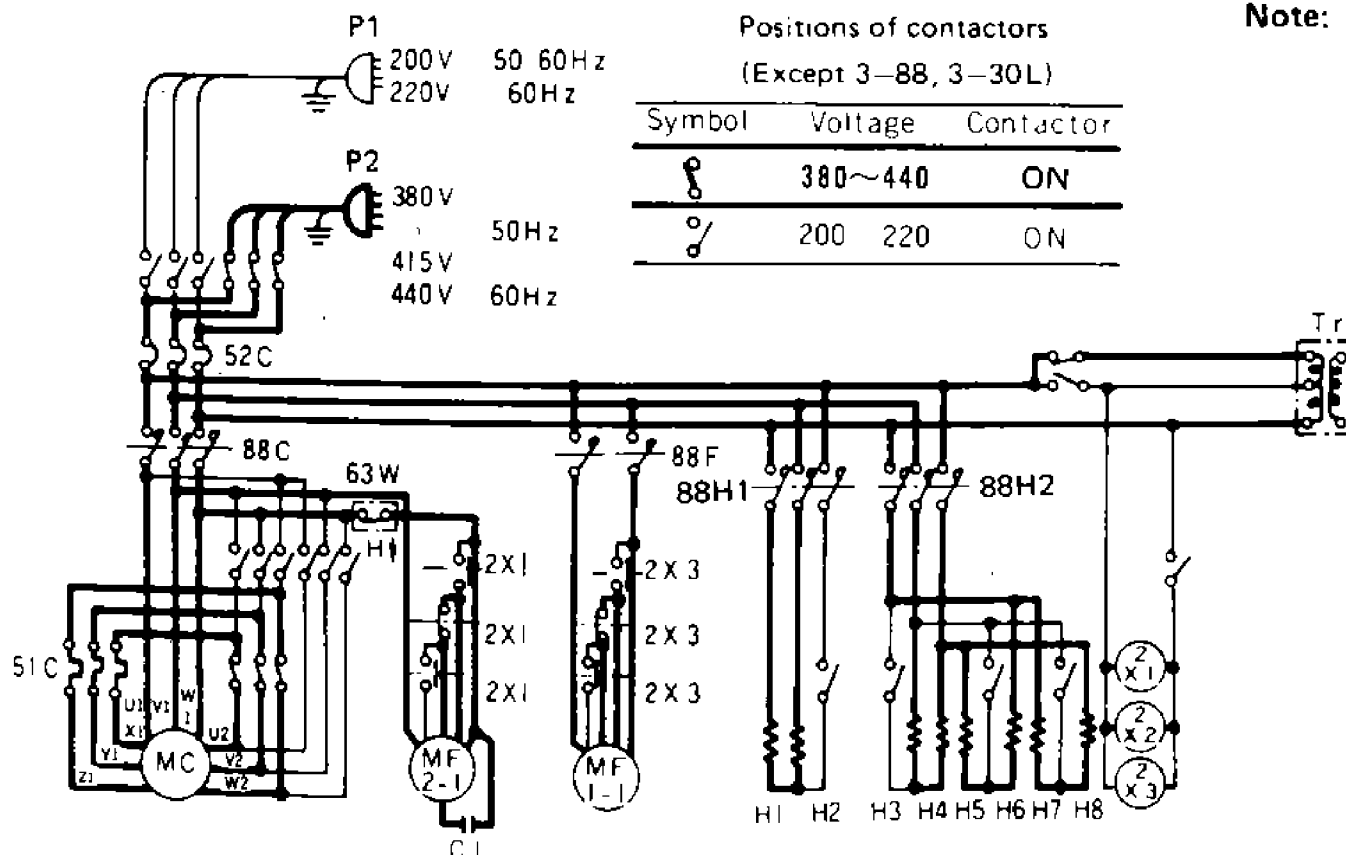 Note:
P1
200V 50 60Hz
220V 60Hz
P2
380V
50Hz
415V
440V 60Hz
Positions of contactors
(Except 3-88, 3-30L)
Symbol Voltage Contactor
380~440 ON
200 220 ON
Tr
52C
88C
63W
88F
88H1
88H2
H1
2X1
2X3
2X1
2X3
2X1
2X3
51C
U1 V1 W1
X1 U2
Y1 V2
Z1 W2
MC
MF
2-1
MF
1-1
C1
2X1
2X2
2X3
H1 H2 H3 H4 H5 H6 H7 H8